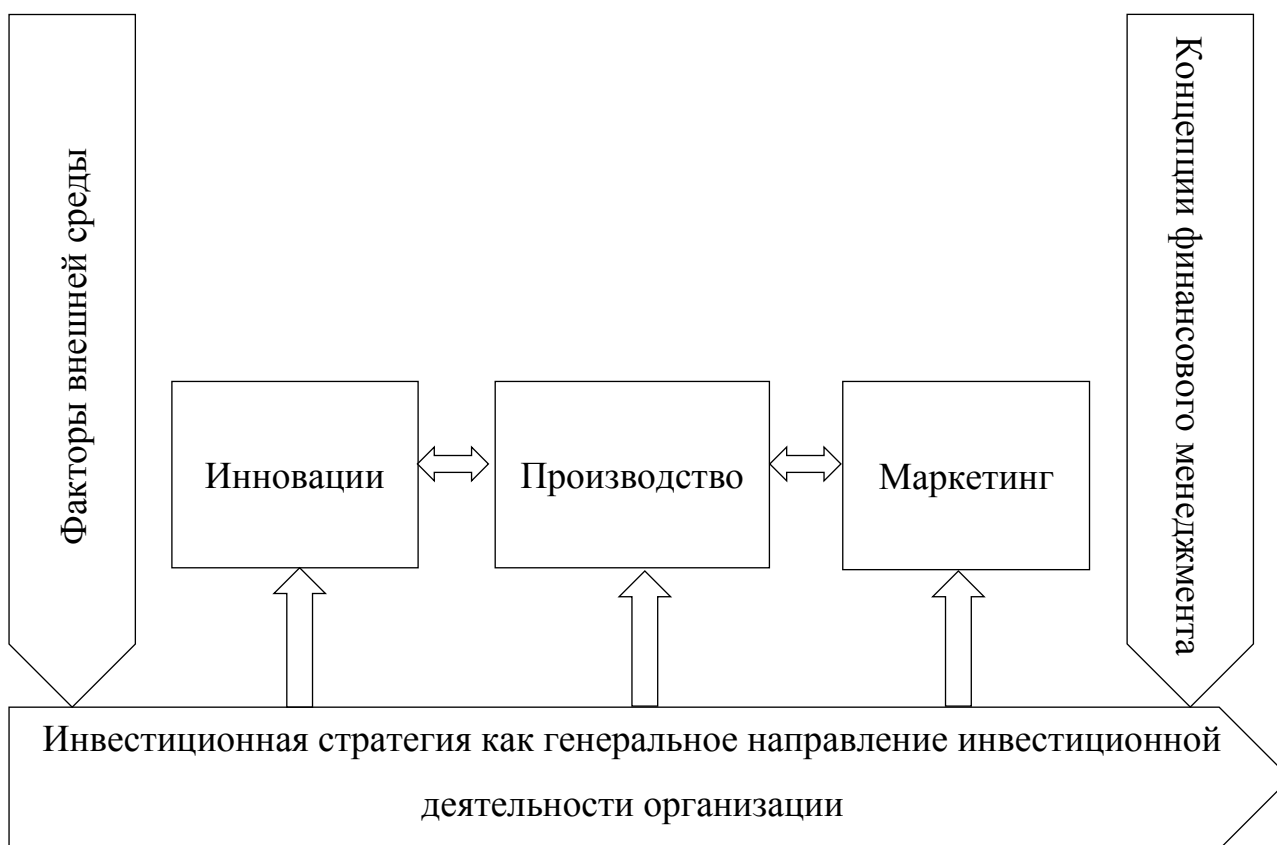 Факторы внешней среды
Концепции финансового менеджмента
Инновации
Производство
Маркетинг
Инвестиционная стратегия как генеральное направление инвестиционной
деятельности организации